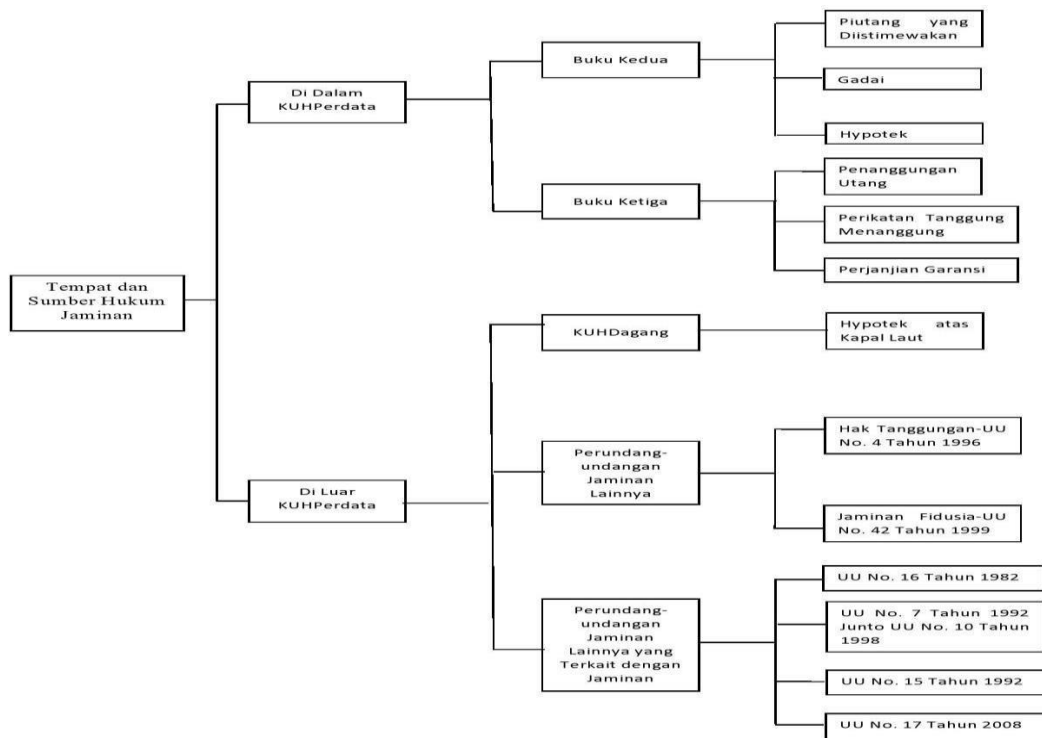 Tempat dan
Sumber Hukum
Jaminan
Di Dalam
KUHPerdata
Buku Kedua
Piutang yang
Diistimewakan
Gadai
Hypotek
Buku Ketiga
Penanggungan
Utang
Perikatan Tanggung
Menanggung
Perjanjian Garansi
Di Luar
KUHPerdata
KUHDagang
Hypotek atas
Kapal Laut
Perundang-
undangan
Jaminan
Lainnya
Hak Tanggungan-UU
No. 4 Tahun 1996
Jaminan Fidusia-UU
No. 42 Tahun 1999
Perundang-
undangan
Jaminan
Lainnya yang
Terkait dengan
Jaminan
UU No. 16 Tahun 1982
UU No. 7 Tahun 1992
Junto UU No. 10 Tahun
1998
UU No. 15 Tahun 1992
UU No. 17 Tahun 2008